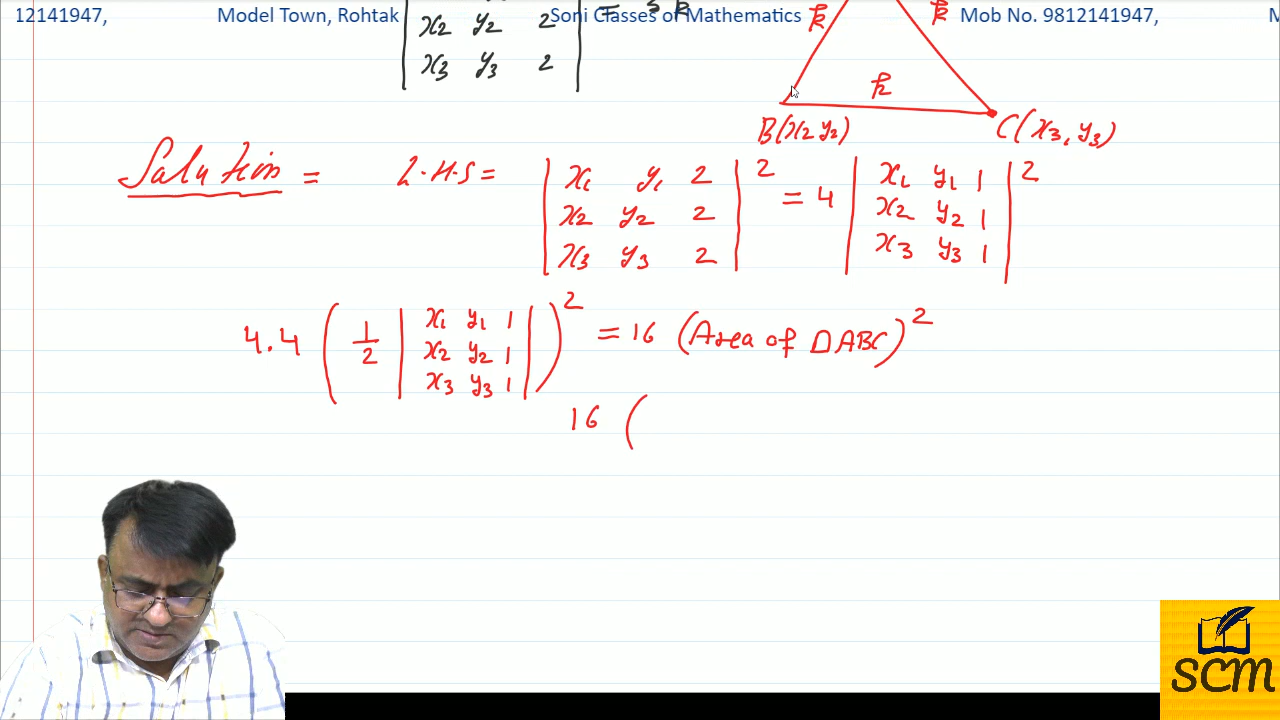 12141947, Model Town, Rohtak Soni Classes of Mathematics Mob No. 9812141947,
x2 y2 2 = 3 k
x3 y3 2
k k
k
B(x2 y2) C(x3, y3)
Solution = L.H.S = | x1 y1 2 |² = 4 | x1 y1 1 |²
x2 y2 2 x2 y2 1
x3 y3 2 x3 y3 1
4.4 ( 1/2 | x1 y1 1 | )² = 16 (Area of ΔABC)²
x2 y2 1
x3 y3 1
16 (
SCM